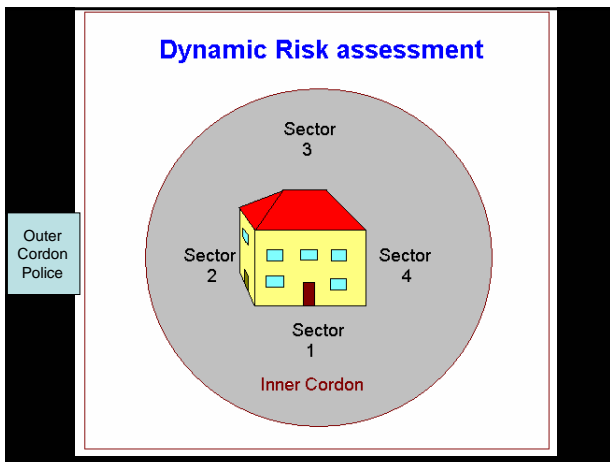 Dynamic Risk assessment
Sector
3
Outer
Cordon
Police
Sector
2
Sector
4
Sector
1
Inner Cordon